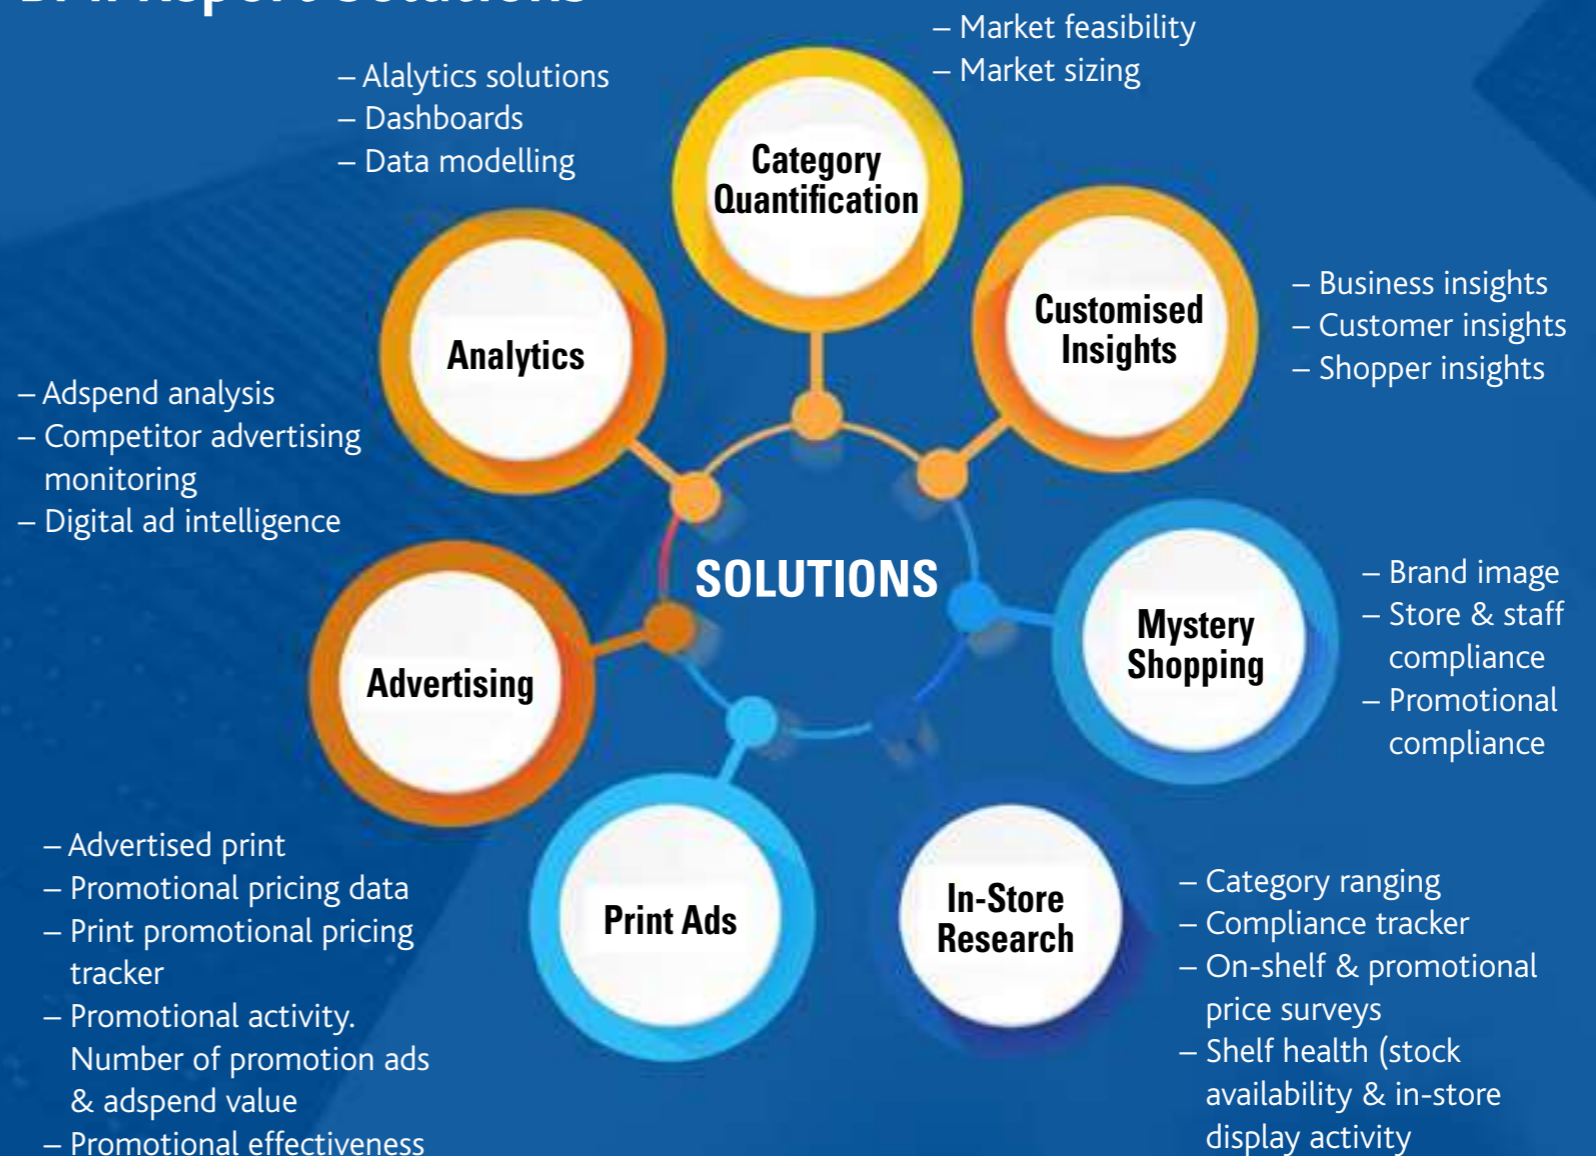 – Market feasibility
– Market sizing
– Alalytics solutions
– Dashboards
– Data modelling
Category
Quantification
Customised
Insights
– Business insights
– Customer insights
– Shopper insights
Analytics
– Adspend analysis
– Competitor advertising
monitoring
– Digital ad intelligence
SOLUTIONS
Mystery
Shopping
– Brand image
– Store & staff
compliance
– Promotional
compliance
Advertising
Print Ads
In-Store
Research
– Advertised print
– Promotional pricing data
– Print promotional pricing
tracker
– Promotional activity.
Number of promotion ads
& adspend value
– Promotional effectiveness
– Category ranging
– Compliance tracker
– On-shelf & promotional
price surveys
– Shelf health (stock
availability & in-store
display activity